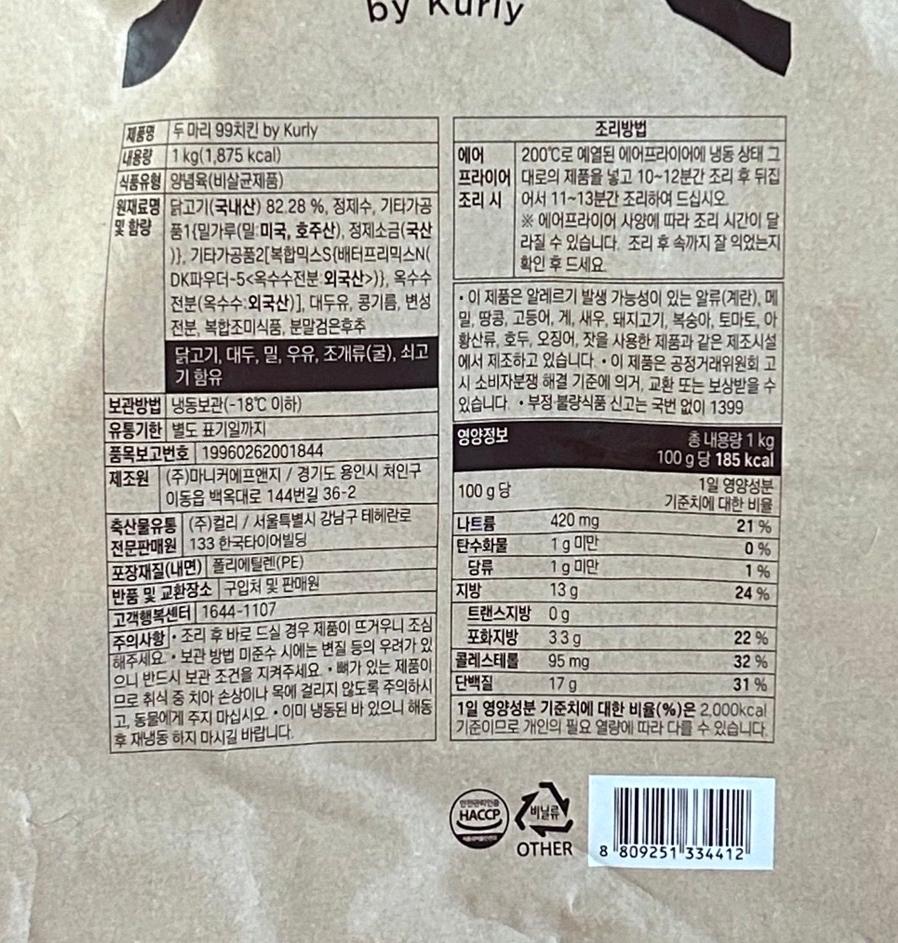 by Kurly
제품명 두 마리 99치킨 by Kurly
내용량 1 kg(1,875 kcal)
식품유형 양념육(비살균제품)
원재료명 및 함량 닭고기(국내산) 82.28 %, 정제수, 기타가공
품1{밀가루(밀:미국, 호주산), 정제소금(국산
)}, 기타가공품2[복합믹스S{배터프리믹스N(
DK파우더-5<옥수수전분:외국산>)}, 옥수수
전분(옥수수:외국산)], 대두유, 콩기름, 변성
전분, 복합조미식품, 분말검은후추
닭고기, 대두, 밀, 우유, 조개류(굴), 쇠고
기 함유
보관방법 냉동보관(-18℃ 이하)
유통기한 별도 표기일까지
품목보고번호 19960262001844
제조원 (주)마니커에프앤지 / 경기도 용인시 처인구
이동읍 백옥대로 144번길 36-2
축산물유통 (주)컬리 / 서울특별시 강남구 테헤란로
전문판매원 133 한국타이어빌딩
포장재질(내면) 폴리에틸렌(PE)
반품 및 교환장소 구입처 및 판매원
고객행복센터 1644-1107
주의사항 • 조리 후 바로 드실 경우 제품이 뜨거우니 조심
해주세요. • 보관 방법 미준수 시에는 변질 등의 우려가 있
으니 반드시 보관 조건을 지켜주세요. • 뼈가 있는 제품이
므로 취식 중 치아 손상이나 목에 걸리지 않도록 주의하시
고, 동물에게 주지 마십시오. • 이미 냉동된 바 있으니 해동
후 재냉동 하지 마시길 바랍니다.
조리방법
에어 프라이어 조리 시 200℃로 예열된 에어프라이어에 냉동 상태 그
대로의 제품을 넣고 10~12분간 조리 후 뒤집
어서 11~13분간 조리하여 드십시오.
※ 에어프라이어 사양에 따라 조리 시간이 달
라질 수 있습니다. 조리 후 속까지 잘 익었는지
확인 후 드세요.
• 이 제품은 알레르기 발생 가능성이 있는 알류(계란), 메
밀, 땅콩, 고등어, 게, 새우, 돼지고기, 복숭아, 토마토, 아
황산류, 호두, 오징어, 잣을 사용한 제품과 같은 제조시설
에서 제조하고 있습니다. • 이 제품은 공정거래위원회 고
시 소비자분쟁 해결 기준에 의거, 교환 또는 보상받을 수
있습니다. • 부정·불량식품 신고는 국번 없이 1399
영양정보 총 내용량 1 kg
100 g 당 185 kcal
100 g 당 1일 영양성분
기준치에 대한 비율
나트륨 420 mg 21 %
탄수화물 1 g 미만 0 %
당류 1 g 미만 1 %
지방 13 g 24 %
트랜스지방 0 g
포화지방 3.3 g 22 %
콜레스테롤 95 mg 32 %
단백질 17 g 31 %
1일 영양성분 기준치에 대한 비율(%)은 2,000kcal
기준이므로 개인의 필요 열량에 따라 다를 수 있습니다.
안전관리인증
HACCP
비닐류
OTHER
8 809251 334412